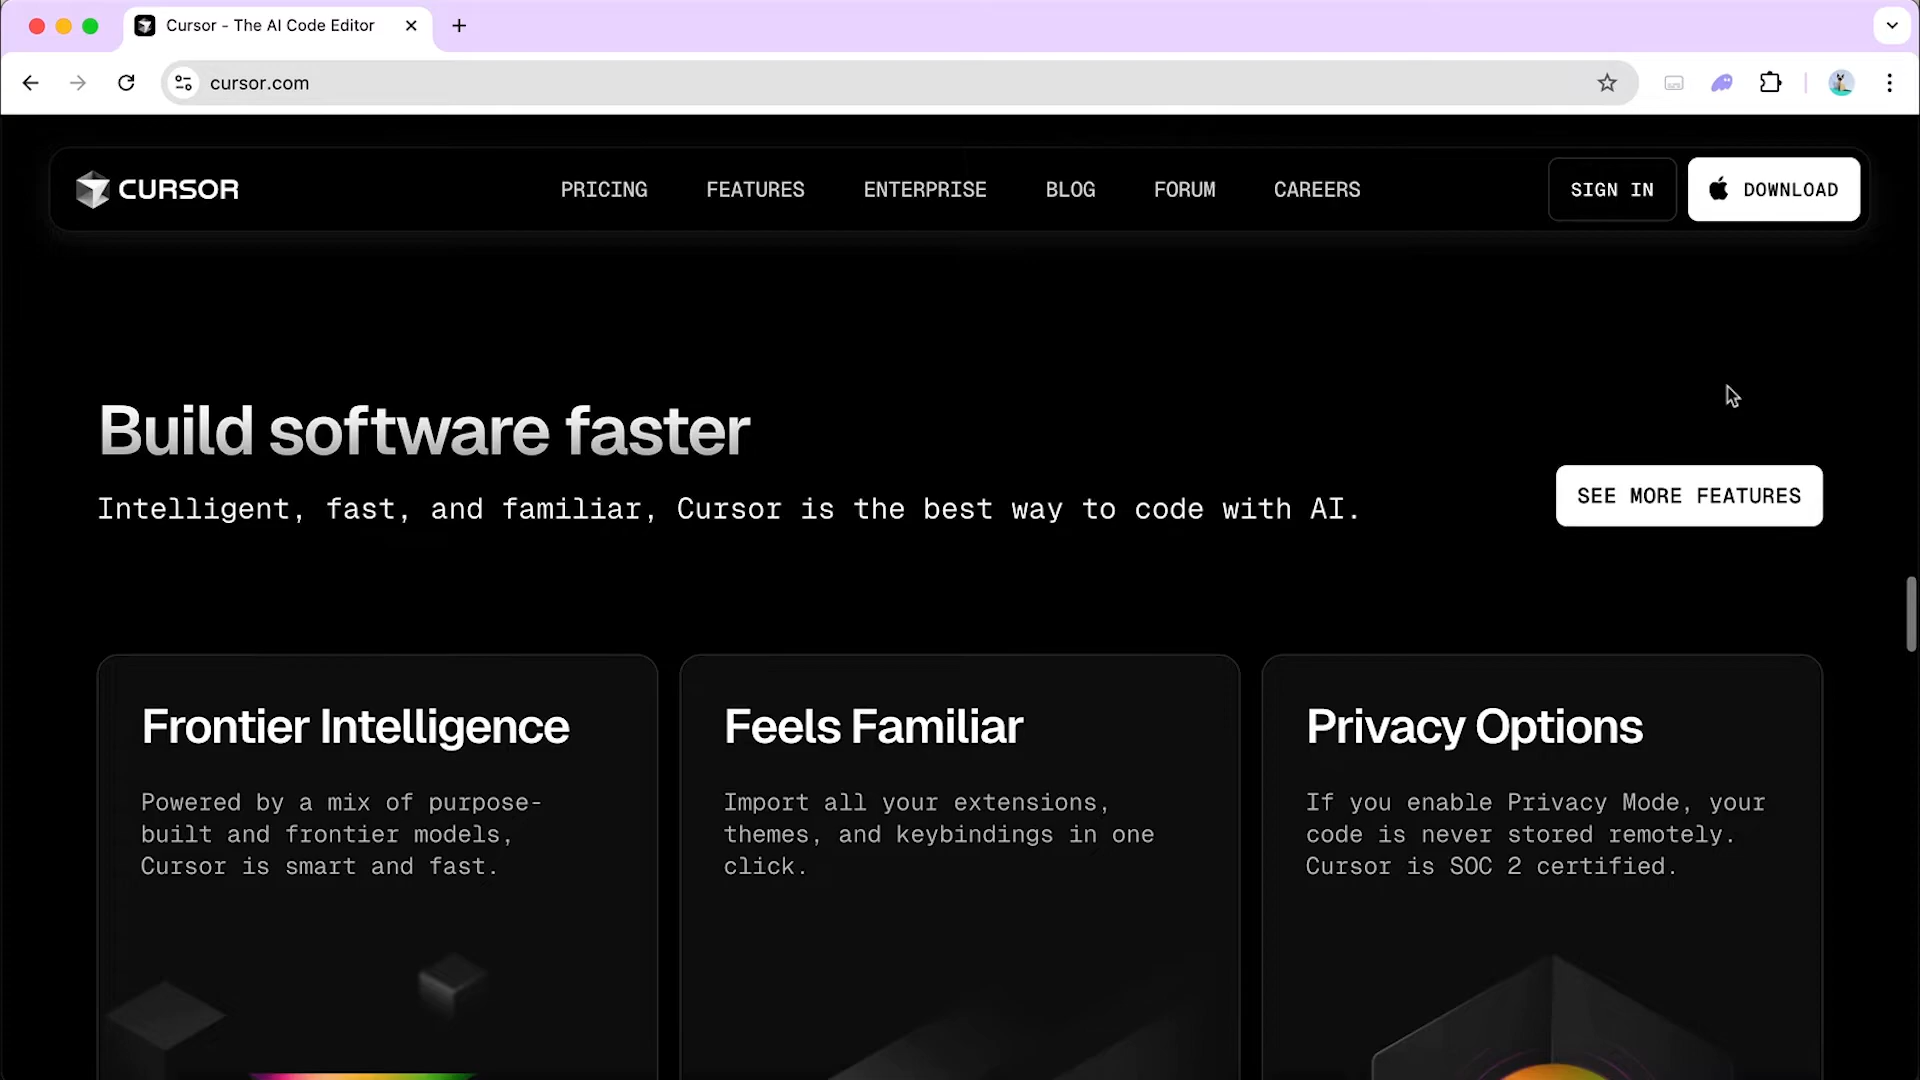 Cursor - The AI Code Editor
cursor.com
CURSOR
PRICING FEATURES ENTERPRISE BLOG FORUM CAREERS SIGN IN DOWNLOAD
Build software faster
Intelligent, fast, and familiar, Cursor is the best way to code with AI.
SEE MORE FEATURES
Frontier Intelligence
Powered by a mix of purpose-
built and frontier models,
Cursor is smart and fast.
Feels Familiar
Import all your extensions,
themes, and keybindings in one
click.
Privacy Options
If you enable Privacy Mode, your
code is never stored remotely.
Cursor is SOC 2 certified.